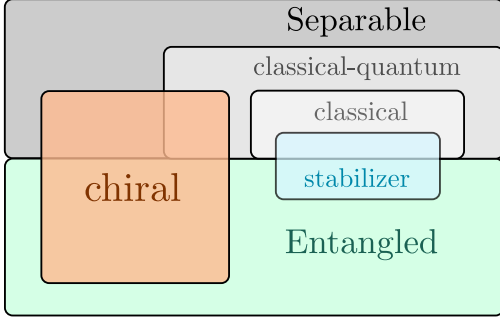 Separable
classical-quantum
classical
chiral
stabilizer
Entangled